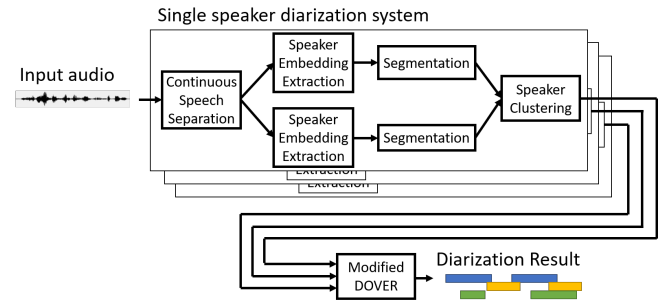 Single speaker diarization system
Input audio
Continuous
Speech
Separation
Speaker
Embedding
Extraction
Segmentation
Speaker
Embedding
Extraction
Segmentation
Speaker
Clustering
Extraction
Extraction
Modified
DOVER
Diarization Result